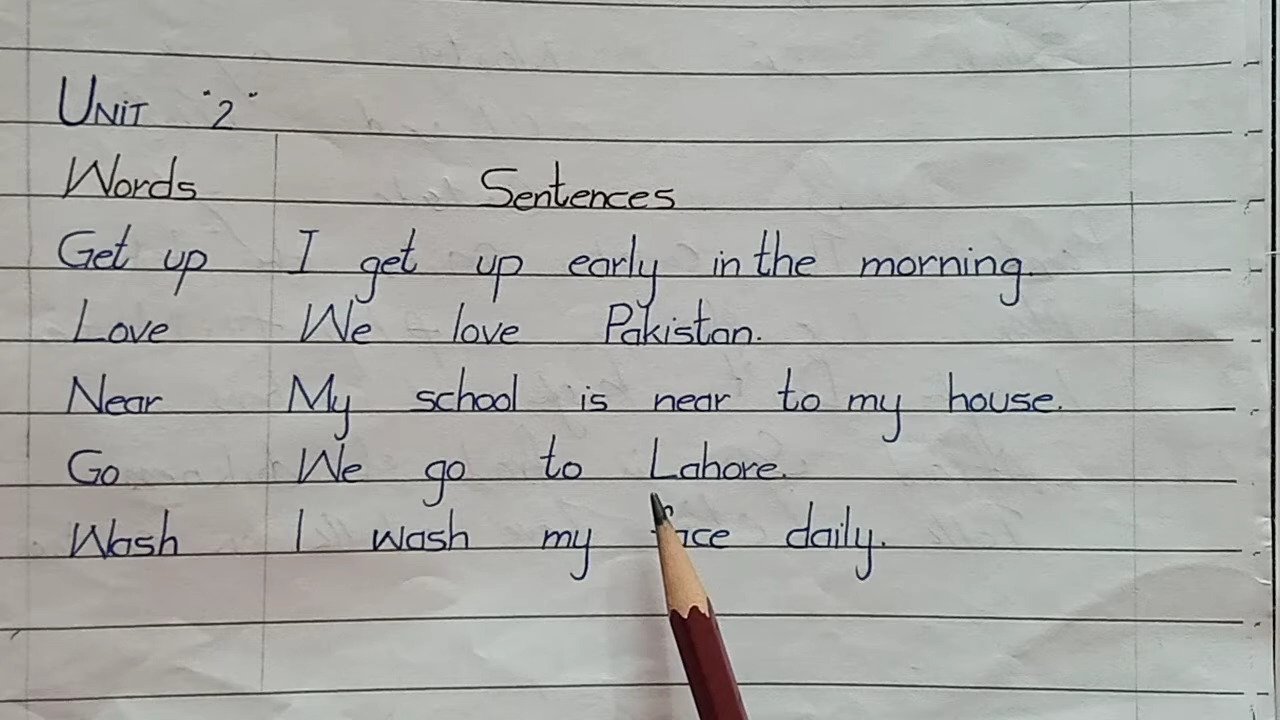 Unit "2"
Words Sentences
Get up I get up early in the morning.
Love We love Pakistan.
Near My school is near to my house.
Go We go to Lahore.
Wash I wash my face daily.